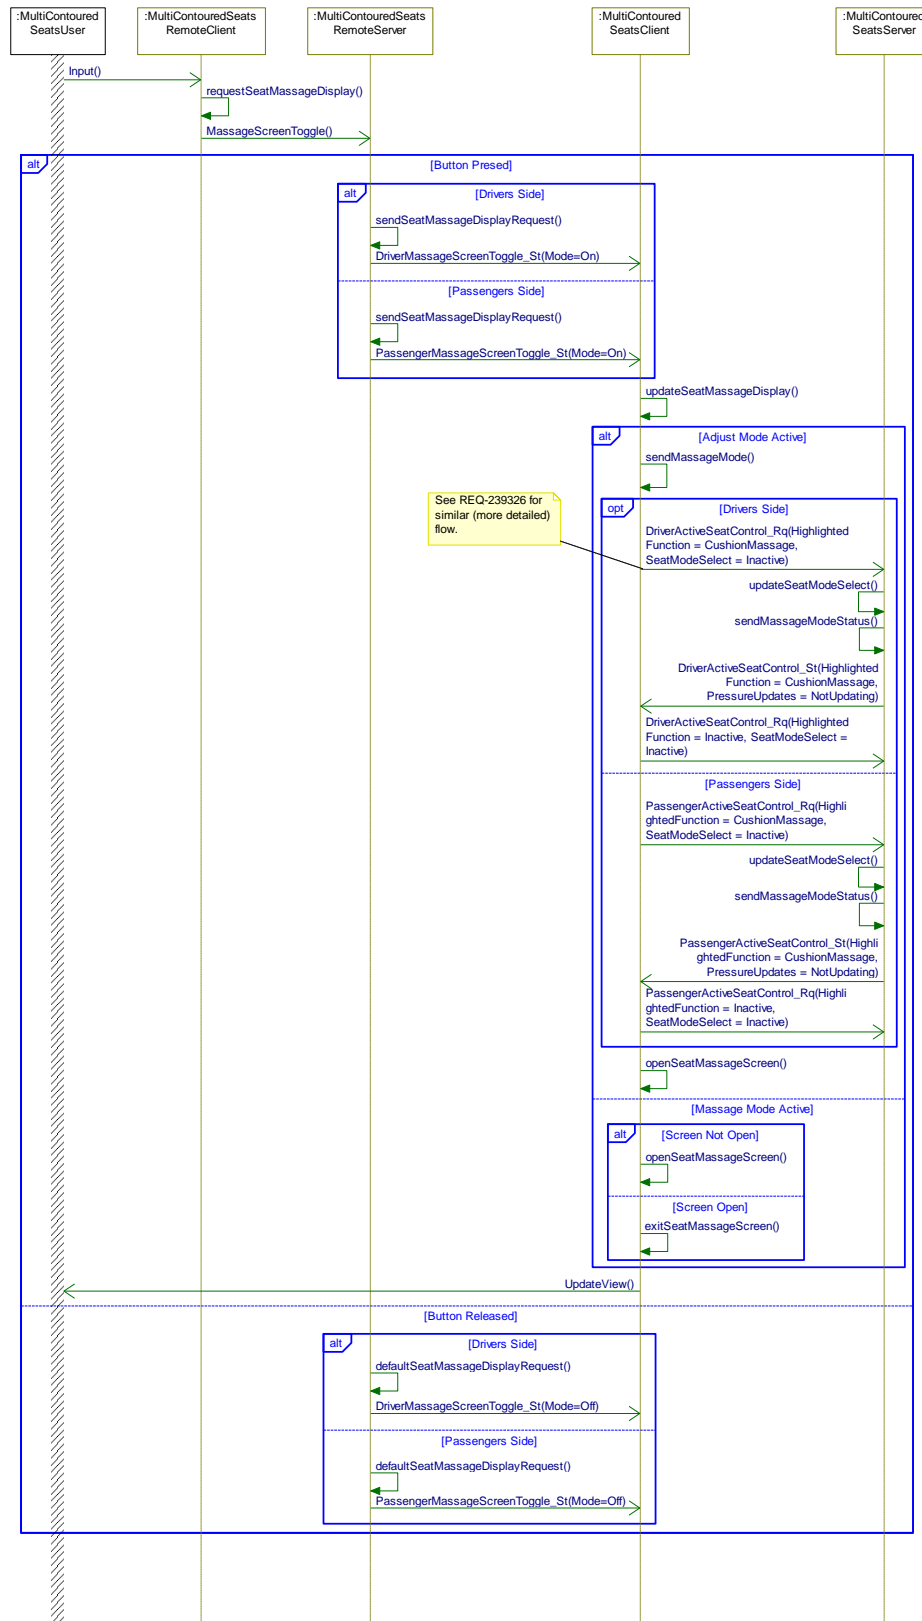 :MultiContoured
SeatsUser
:MultiContouredSeats
RemoteClient
:MultiContouredSeats
RemoteServer
:MultiContoured
SeatsClient
:MultiContoured
SeatsServer
Input()
requestSeatMassageDisplay()
MassageScreenToggle()
alt
[Button Presed]
alt
[Drivers Side]
sendSeatMassageDisplayRequest()
DriverMassageScreenToggle_St(Mode=On)
[Passengers Side]
sendSeatMassageDisplayRequest()
PassengerMassageScreenToggle_St(Mode=On)
updateSeatMassageDisplay()
alt
[Adjust Mode Active]
sendMassageMode()
See REQ-239326 for
similar (more detailed)
flow.
opt
[Drivers Side]
DriverActiveSeatControl_Rq(Highlighted
Function = CushionMassage,
SeatModeSelect = Inactive)
updateSeatModeSelect()
sendMassageModeStatus()
DriverActiveSeatControl_St(Highlighted
Function = CushionMassage,
PressureUpdates = NotUpdating)
DriverActiveSeatControl_Rq(Highlighted
Function = Inactive, SeatModeSelect =
Inactive)
[Passengers Side]
PassengerActiveSeatControl_Rq(Highli
ghtedFunction = CushionMassage,
SeatModeSelect = Inactive)
updateSeatModeSelect()
sendMassageModeStatus()
PassengerActiveSeatControl_St(Highli
ghtedFunction = CushionMassage,
PressureUpdates = NotUpdating)
PassengerActiveSeatControl_Rq(Highli
ghtedFunction = Inactive,
SeatModeSelect = Inactive)
openSeatMassageScreen()
[Massage Mode Active]
alt
[Screen Not Open]
openSeatMassageScreen()
[Screen Open]
exitSeatMassageScreen()
UpdateView()
[Button Released]
alt
[Drivers Side]
defaultSeatMassageDisplayRequest()
DriverMassageScreenToggle_St(Mode=Off)
[Passengers Side]
defaultSeatMassageDisplayRequest()
PassengerMassageScreenToggle_St(Mode=Off)